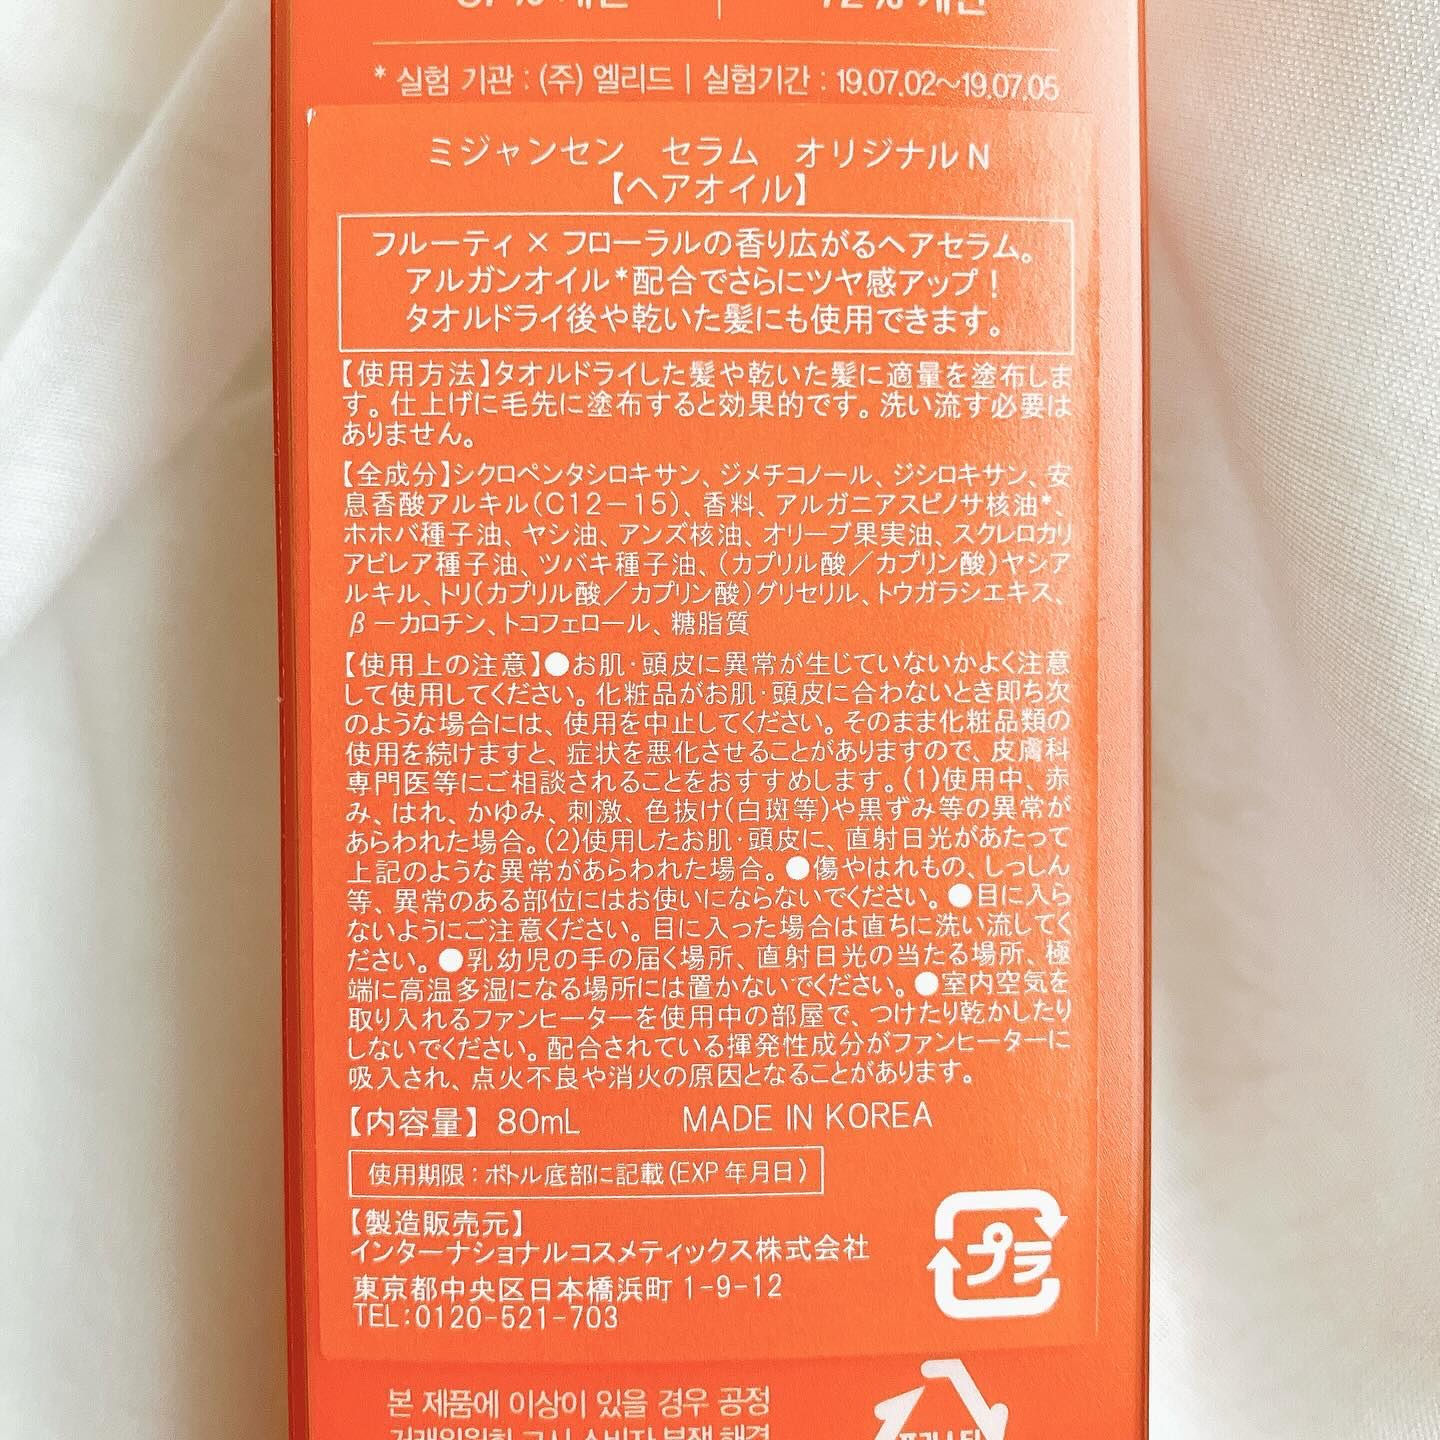 * 실험 기관 : (주) 엘리드 | 실험기간 : 19.07.02~19.07.05
ミジャンセン セラム オリジナルN
【ヘアオイル】
フルーティ×フローラルの香り広がるヘアセラム。
アルガンオイル*配合でさらにツヤ感アップ！
タオルドライ後や乾いた髪にも使用できます。
【使用方法】タオルドライした髪や乾いた髪に適量を塗布しま
す。仕上げに毛先に塗布すると効果的です。洗い流す必要は
ありません。
【全成分】シクロペンタシロキサン、ジメチコノール、ジシロキサン、安
息香酸アルキル（C12－15）、香料、アルガニアスピノサ核油*、
ホホバ種子油、ヤシ油、アンズ核油、オリーブ果実油、スクレロカリ
アビレア種子油、ツバキ種子油、（カプリル酸／カプリン酸）ヤシア
ルキル、トリ（カプリル酸／カプリン酸）グリセリル、トウガラシエキス、
β－カロチン、トコフェロール、糖脂質
【使用上の注意】●お肌・頭皮に異常が生じていないかよく注意
して使用してください。化粧品がお肌・頭皮に合わないとき即ち次
のような場合には、使用を中止してください。そのまま化粧品類の
使用を続けますと、症状を悪化させることがありますので、皮膚科
専門医等にご相談されることをおすすめします。(1)使用中、赤
み、はれ、かゆみ、刺激、色抜け(白斑等)や黒ずみ等の異常が
あらわれた場合。(2)使用したお肌・頭皮に、直射日光があたって
上記のような異常があらわれた場合。●傷やはれもの、しっしん
等、異常のある部位にはお使いにならないでください。●目に入ら
ないようにご注意ください。目に入った場合は直ちに洗い流してく
ださい。●乳幼児の手の届く場所、直射日光の当たる場所、極
端に高温多湿になる場所には置かないでください。●室内空気を
取り入れるファンヒーターを使用中の部屋で、つけたり乾かしたり
しないでください。配合されている揮発性成分がファンヒーターに
吸入され、点火不良や消火の原因となることがあります。
【内容量】80mL MADE IN KOREA
使用期限：ボトル底部に記載(EXP 年月日)
【製造販売元】
インターナショナルコスメティックス株式会社
東京都中央区日本橋浜町 1-9-12
TEL:0120-521-703
プラ
본 제품에 이상이 있을 경우 공정